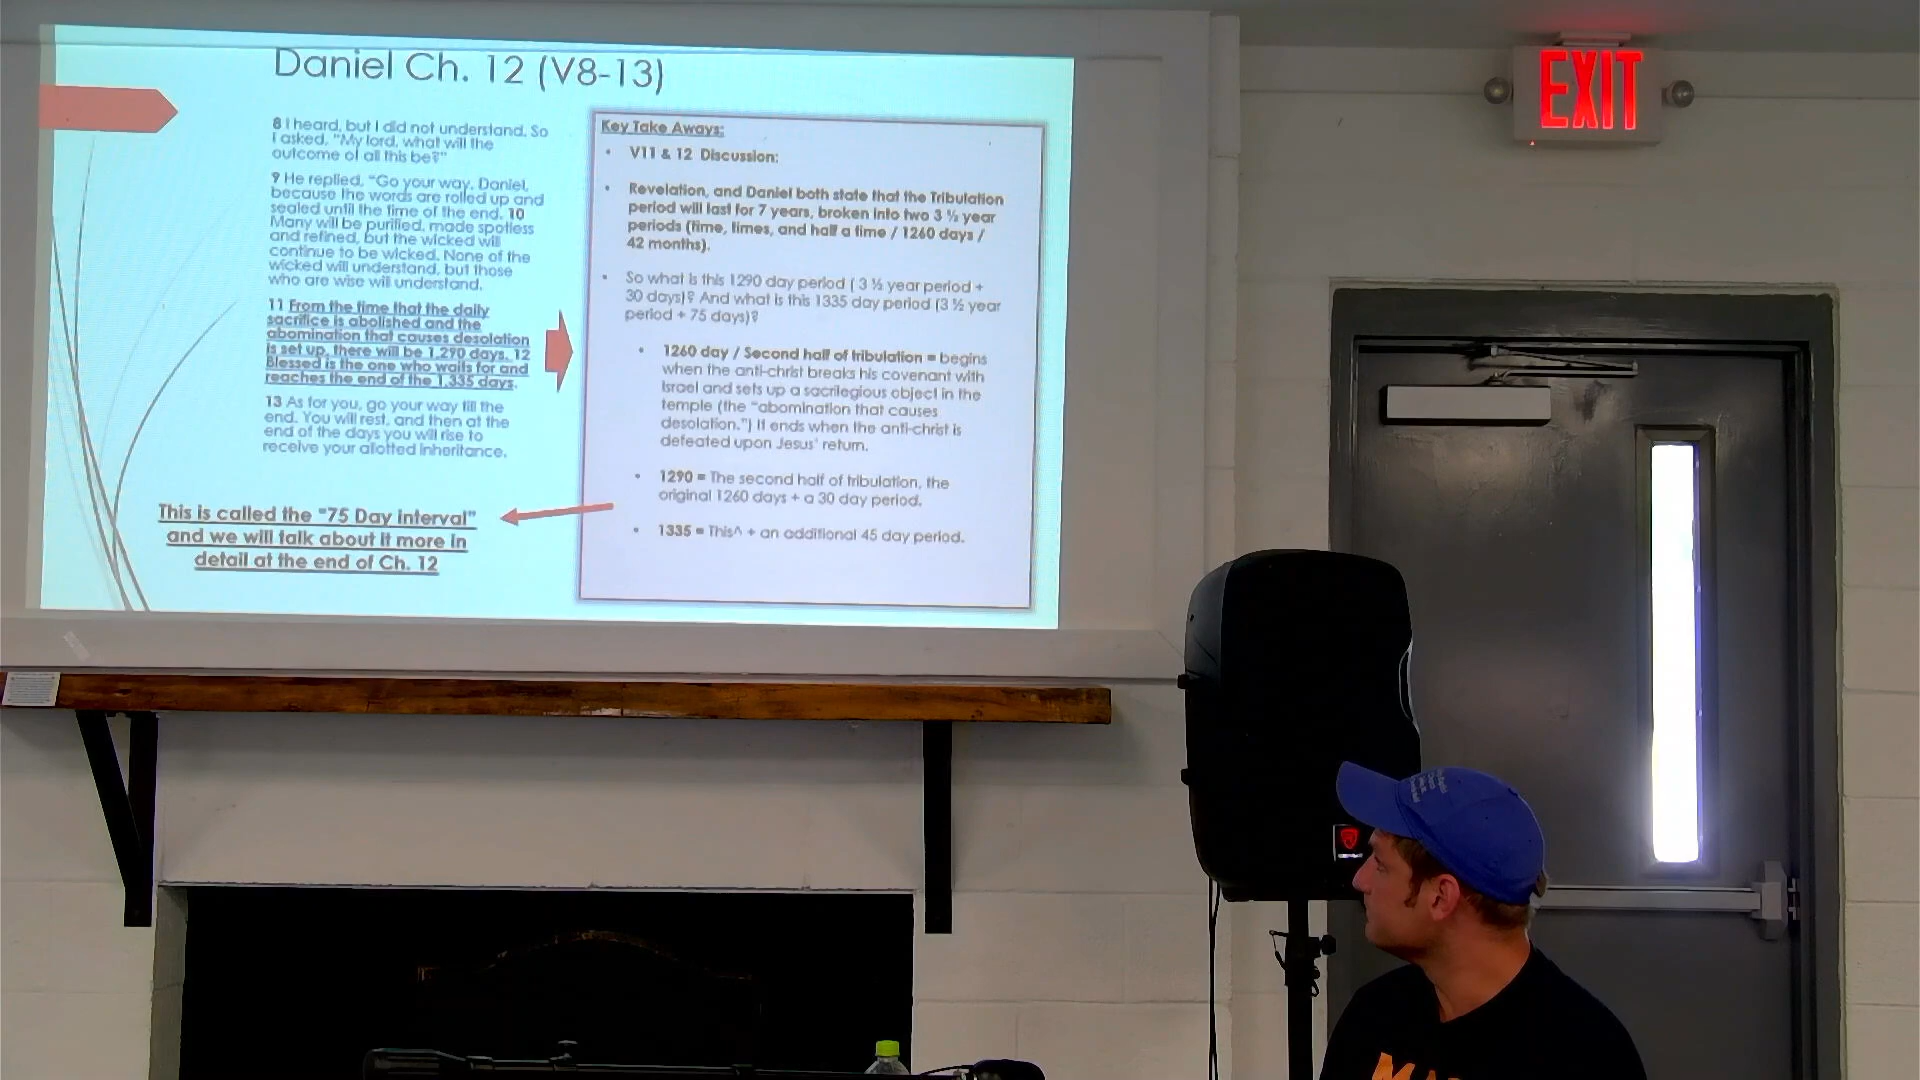 Daniel Ch. 12 (V8-13)
8 I heard, but I did not understand. So
I asked, "My lord, what will the
outcome of all this be?"
9 He replied, "Go your way, Daniel,
because the words are rolled up and
sealed until the time of the end. 10
Many will be purified, made spotless
and refined, but the wicked will
continue to be wicked. None of the
wicked will understand, but those
who are wise will understand.
11 From the time that the daily
sacrifice is abolished and the
abomination that causes desolation
is set up, there will be 1,290 days. 12
Blessed is the one who waits for and
reaches the end of the 1,335 days.
13 As for you, go your way till the
end. You will rest, and then at the
end of the days you will rise to
receive your allotted inheritance.
This is called the "75 Day Interval"
and we will talk about it more in
detail at the end of Ch. 12
Key Take Aways:
• V11 & 12 Discussion:
• Revelation, and Daniel both state that the Tribulation
period will last for 7 years, broken into two 3 ½ year
periods (time, times, and half a time / 1260 days /
42 months).
• So what is this 1290 day period ( 3 ½ year period +
30 days)? And what is this 1335 day period (3 ½ year
period + 75 days)?
• 1260 day / Second half of tribulation = begins
when the anti-christ breaks his covenant with
Israel and sets up a sacrilegious object in the
temple (the "abomination that causes
desolation.") It ends when the anti-christ is
defeated upon Jesus' return.
• 1290 = The second half of tribulation, the
original 1260 days + a 30 day period.
• 1335 = This^ + an additional 45 day period.
EXIT